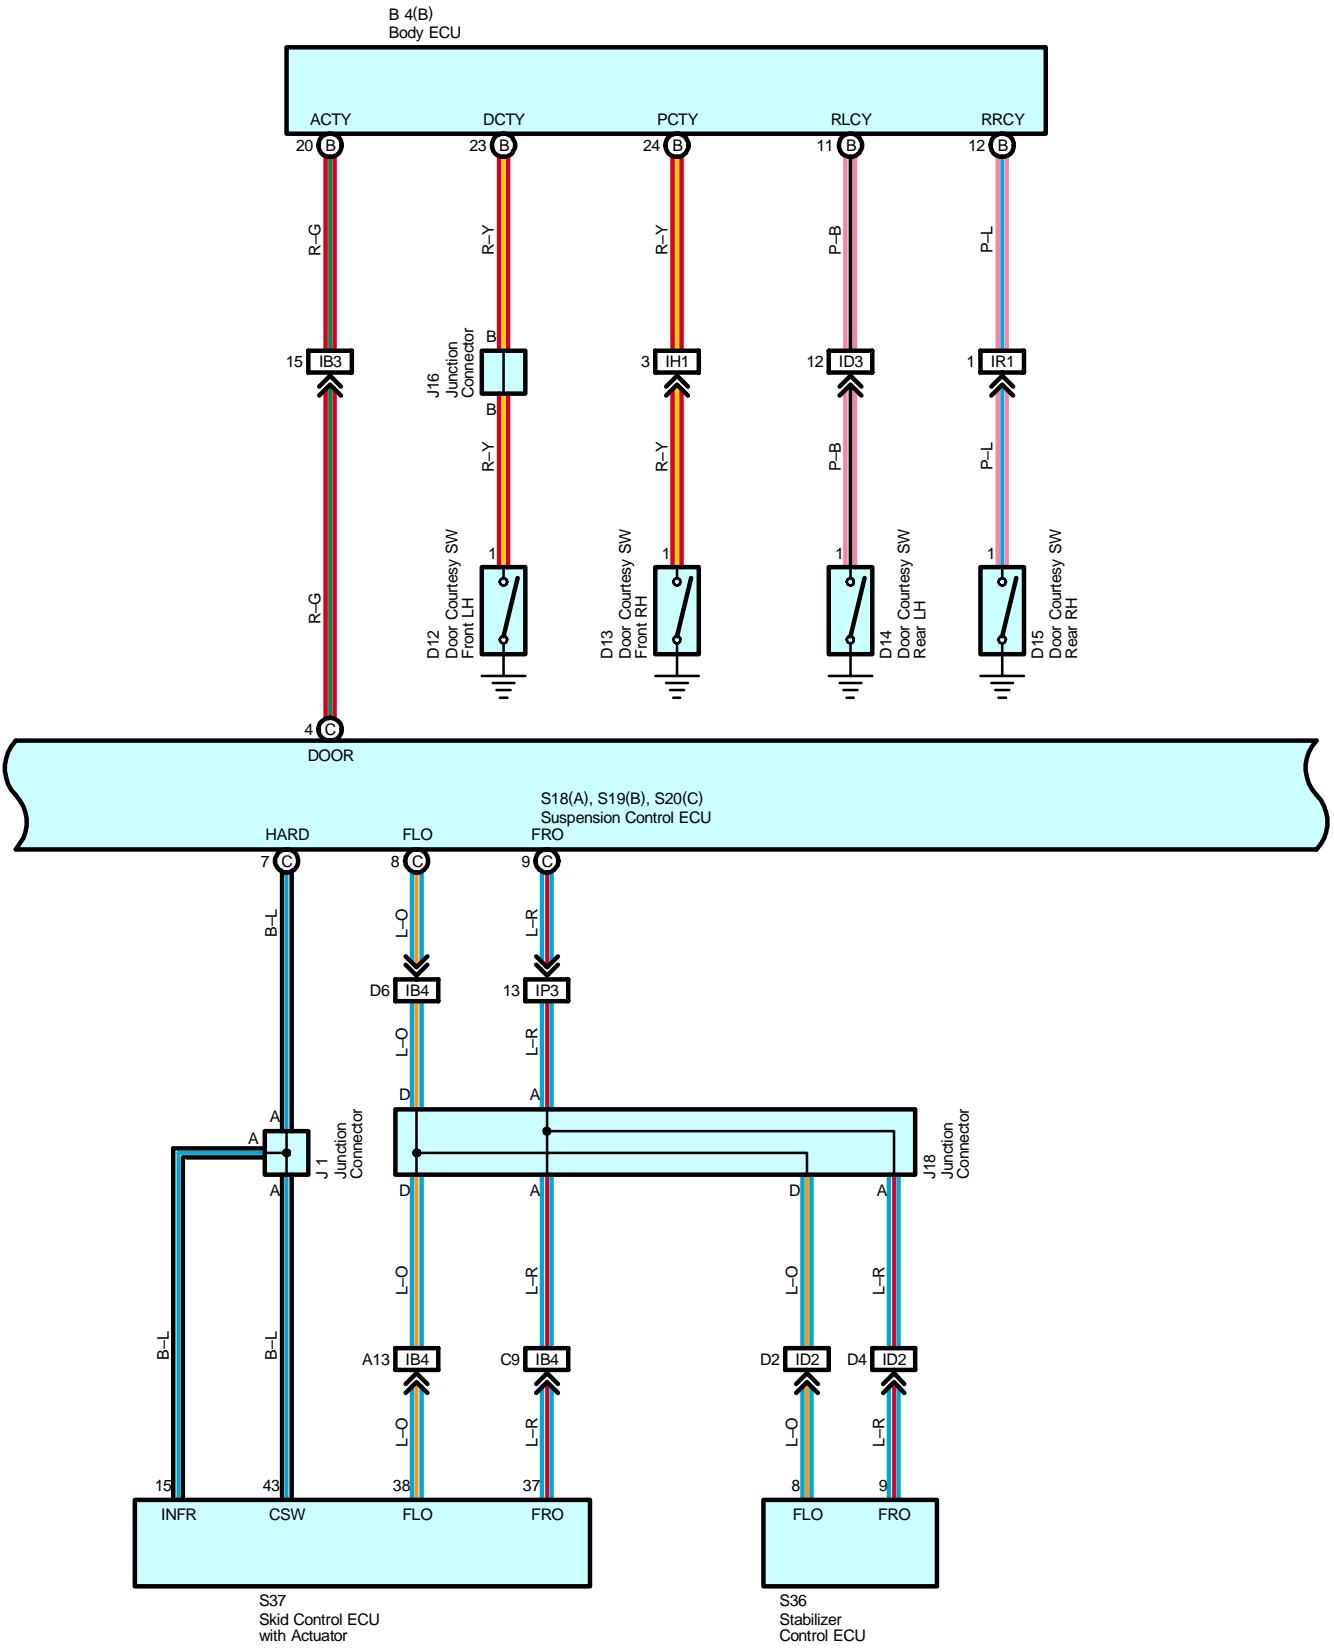 B 4(B)
Body ECU
ACTY DCTY PCTY RLCY RRCY
20 B 23 B 24 B 11 B 12 B
R–G R–Y R–Y P–B P–L
B
15 IB3 3 IH1 12 ID3 1 IR1
J16
Junction
Connector
B
R–Y R–Y P–B P–L
R–G
1 1 1 1
D12
Door Courtesy SW
Front LH
D13
Door Courtesy SW
Front RH
D14
Door Courtesy SW
Rear LH
D15
Door Courtesy SW
Rear RH
4 C
DOOR
S18(A), S19(B), S20(C)
Suspension Control ECU
HARD FLO FRO
7 C 8 C 9 C
B–L L–O L–R
D6 IB4 13 IP3
L–O L–R
D A
A
A
J 1
Junction
Connector
J18
Junction
Connector
A D A D A
L–O L–R L–O L–R
B–L B–L
A13 IB4 C9 IB4 D2 ID2 D4 ID2
L–O L–R L–O L–R
15 43 38 37 8 9
INFR CSW FLO FRO FLO FRO
S37
Skid Control ECU
with Actuator
S36
Stabilizer
Control ECU